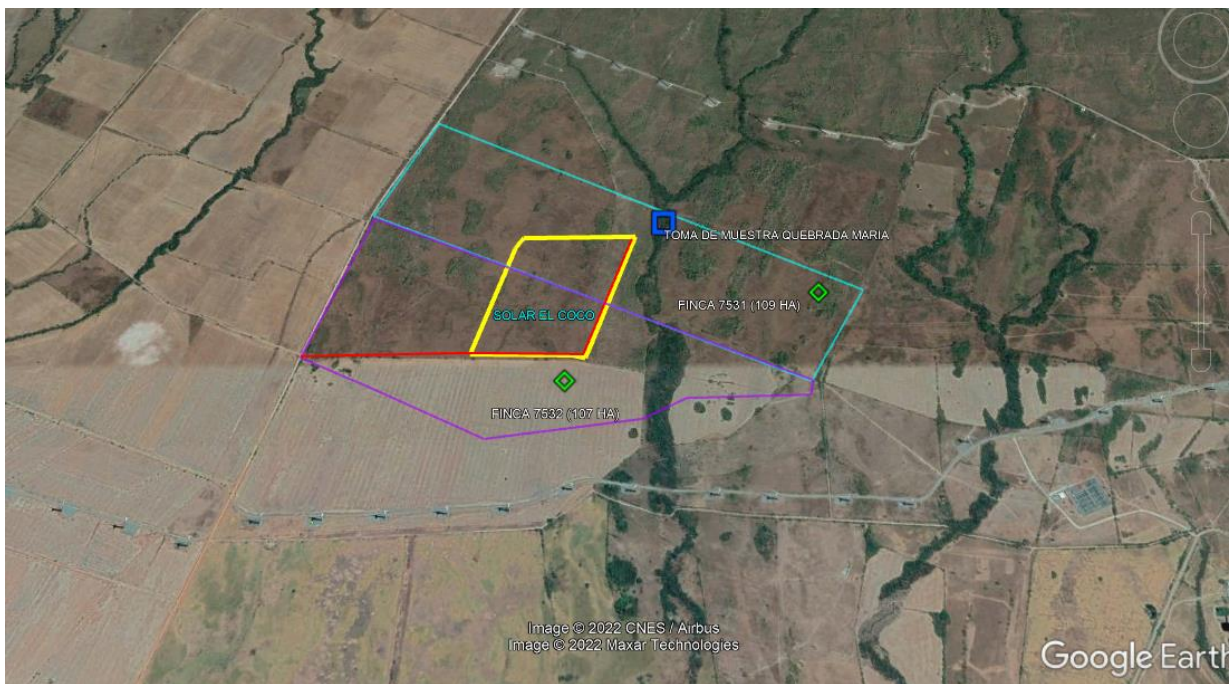 TOMA DE MUESTRA QUEBRADA MARIA
FINCA 7531 (109 HA)
SOLAR EL COCO
FINCA 7532 (107 HA)
Image © 2022 CNES / Airbus
Image © 2022 Maxar Technologies
Google Earth